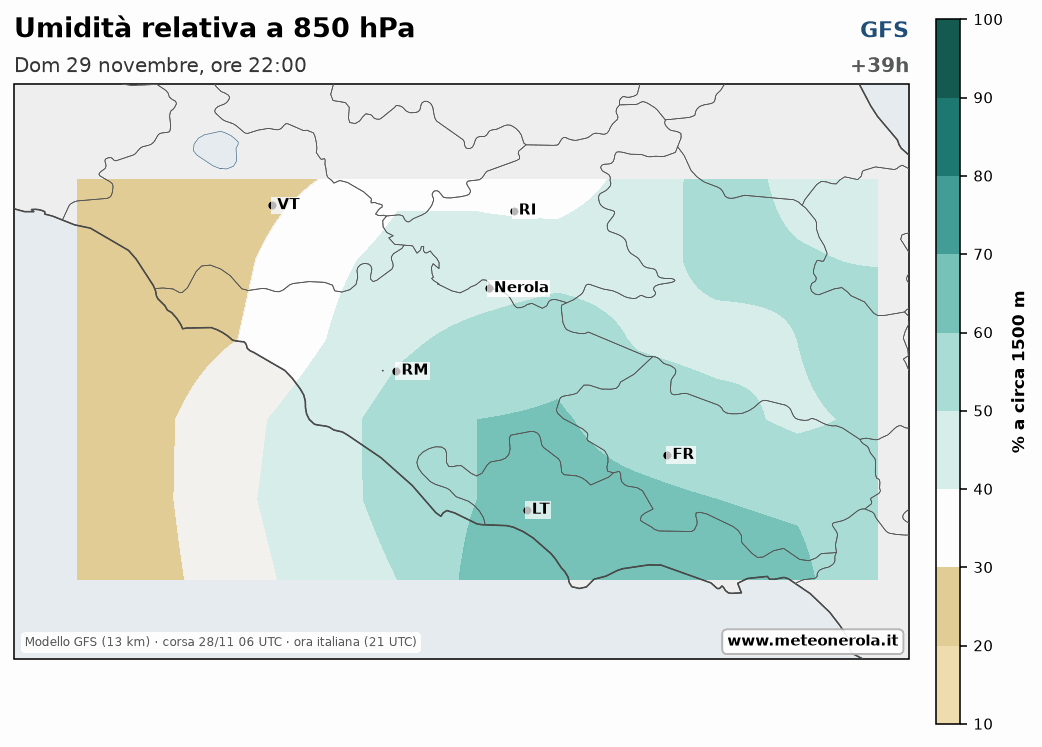 Umidità relativa a 850 hPa
GFS
Dom 29 novembre, ore 22:00
+39h
VT
RI
Nerola
RM
FR
LT
Modello GFS (13 km) · corsa 28/11 06 UTC · ora italiana (21 UTC)
www.meteonerola.it
100
90
80
70
60
50
40
30
20
10
% a circa 1500 m